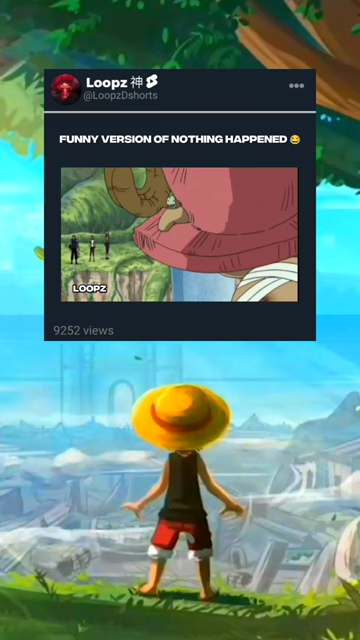 Loopz 神
@LoopzDshorts
FUNNY VERSION OF NOTHING HAPPENED 😂
LOOPZ
9252 views